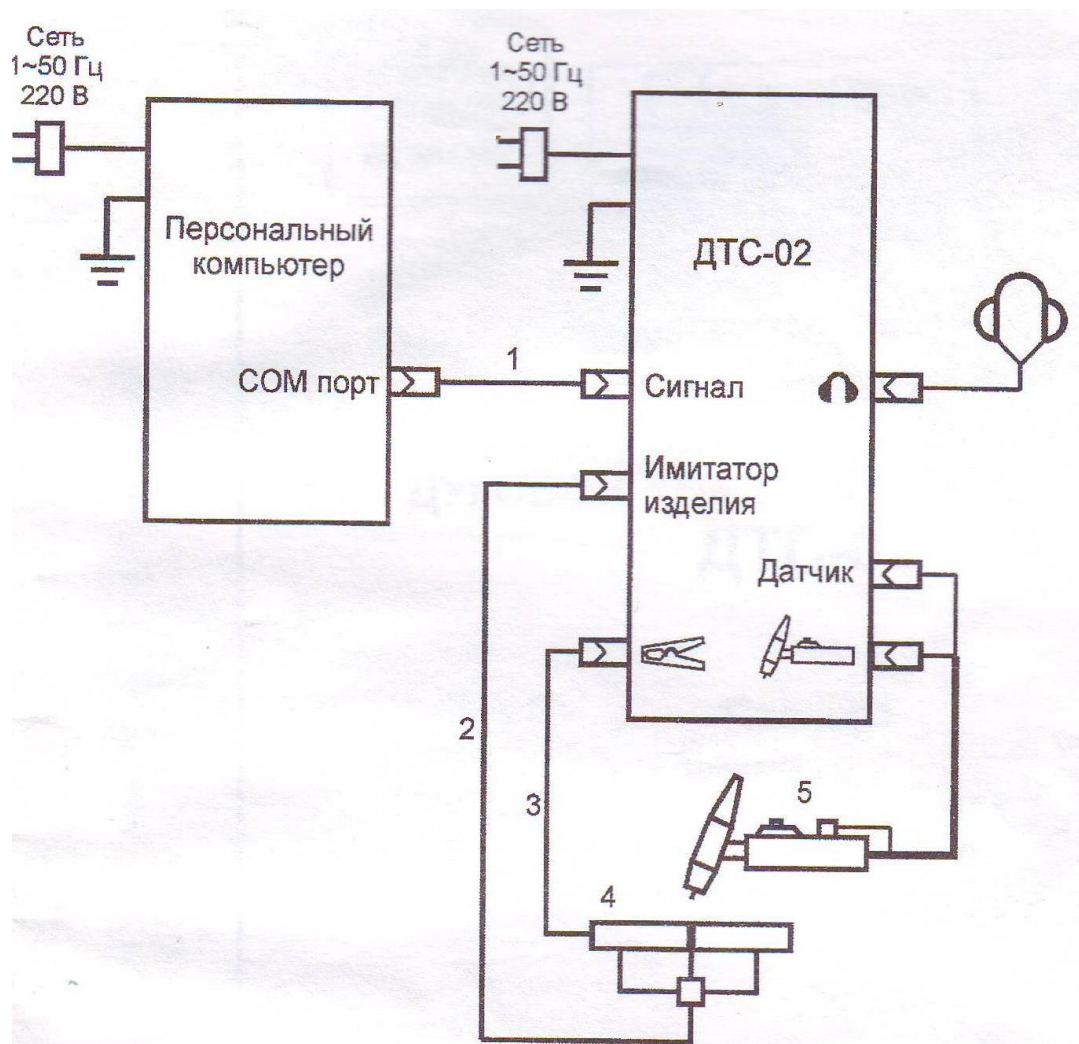 Сеть
1~50 Гц
220 В
Сеть
1~50 Гц
220 В
Персональный
компьютер
ДТС-02
COM порт
1
Сигнал
Имитатор
изделия
Датчик
2
3
5
4